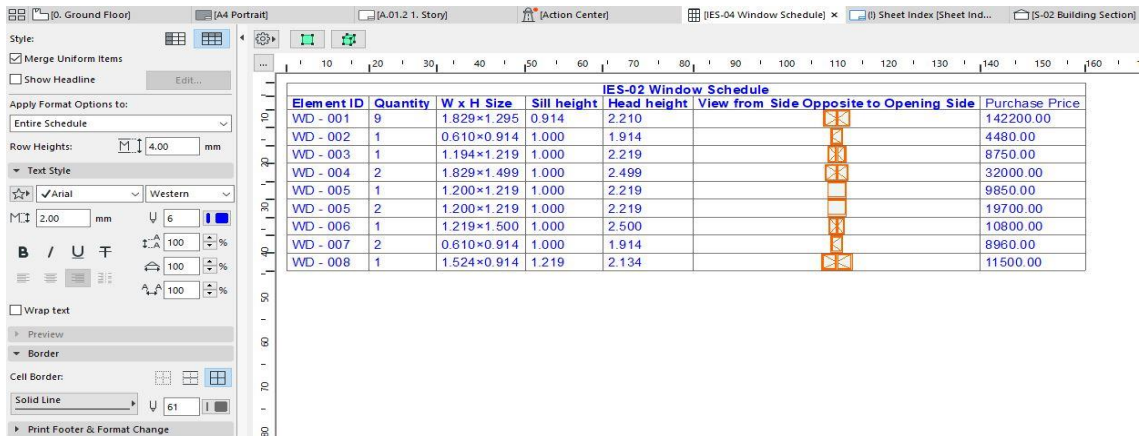 [0. Ground Floor] [A4 Portrait] [A.01.2 1. Story] [Action Center] [IES-04 Window Schedule] × (!) Sheet Index [Sheet Ind... [S-02 Building Section]
Style:
Merge Uniform Items
Show Headline Edit...
Apply Format Options to:
Entire Schedule
Row Heights: 4.00 mm
Text Style
Arial Western
2.00 mm 6
100 %
B I U T 100 %
100 %
Wrap text
Preview
Border
Cell Border:
Solid Line 61
Print Footer & Format Change
... 10 20 30 40 50 60 70 80 90 100 110 120 130 140 150 160
10
20
30
40
50
60
70
80
IES-02 Window Schedule
Element ID Quantity W x H Size Sill height Head height View from Side Opposite to Opening Side Purchase Price
WD - 001 9 1.829×1.295 0.914 2.210 142200.00
WD - 002 1 0.610×0.914 1.000 1.914 4480.00
WD - 003 1 1.194×1.219 1.000 2.219 8750.00
WD - 004 2 1.829×1.499 1.000 2.499 32000.00
WD - 005 1 1.200×1.219 1.000 2.219 9850.00
WD - 005 2 1.200×1.219 1.000 2.219 19700.00
WD - 006 1 1.219×1.500 1.000 2.500 10800.00
WD - 007 2 0.610×0.914 1.000 1.914 8960.00
WD - 008 1 1.524×0.914 1.219 2.134 11500.00